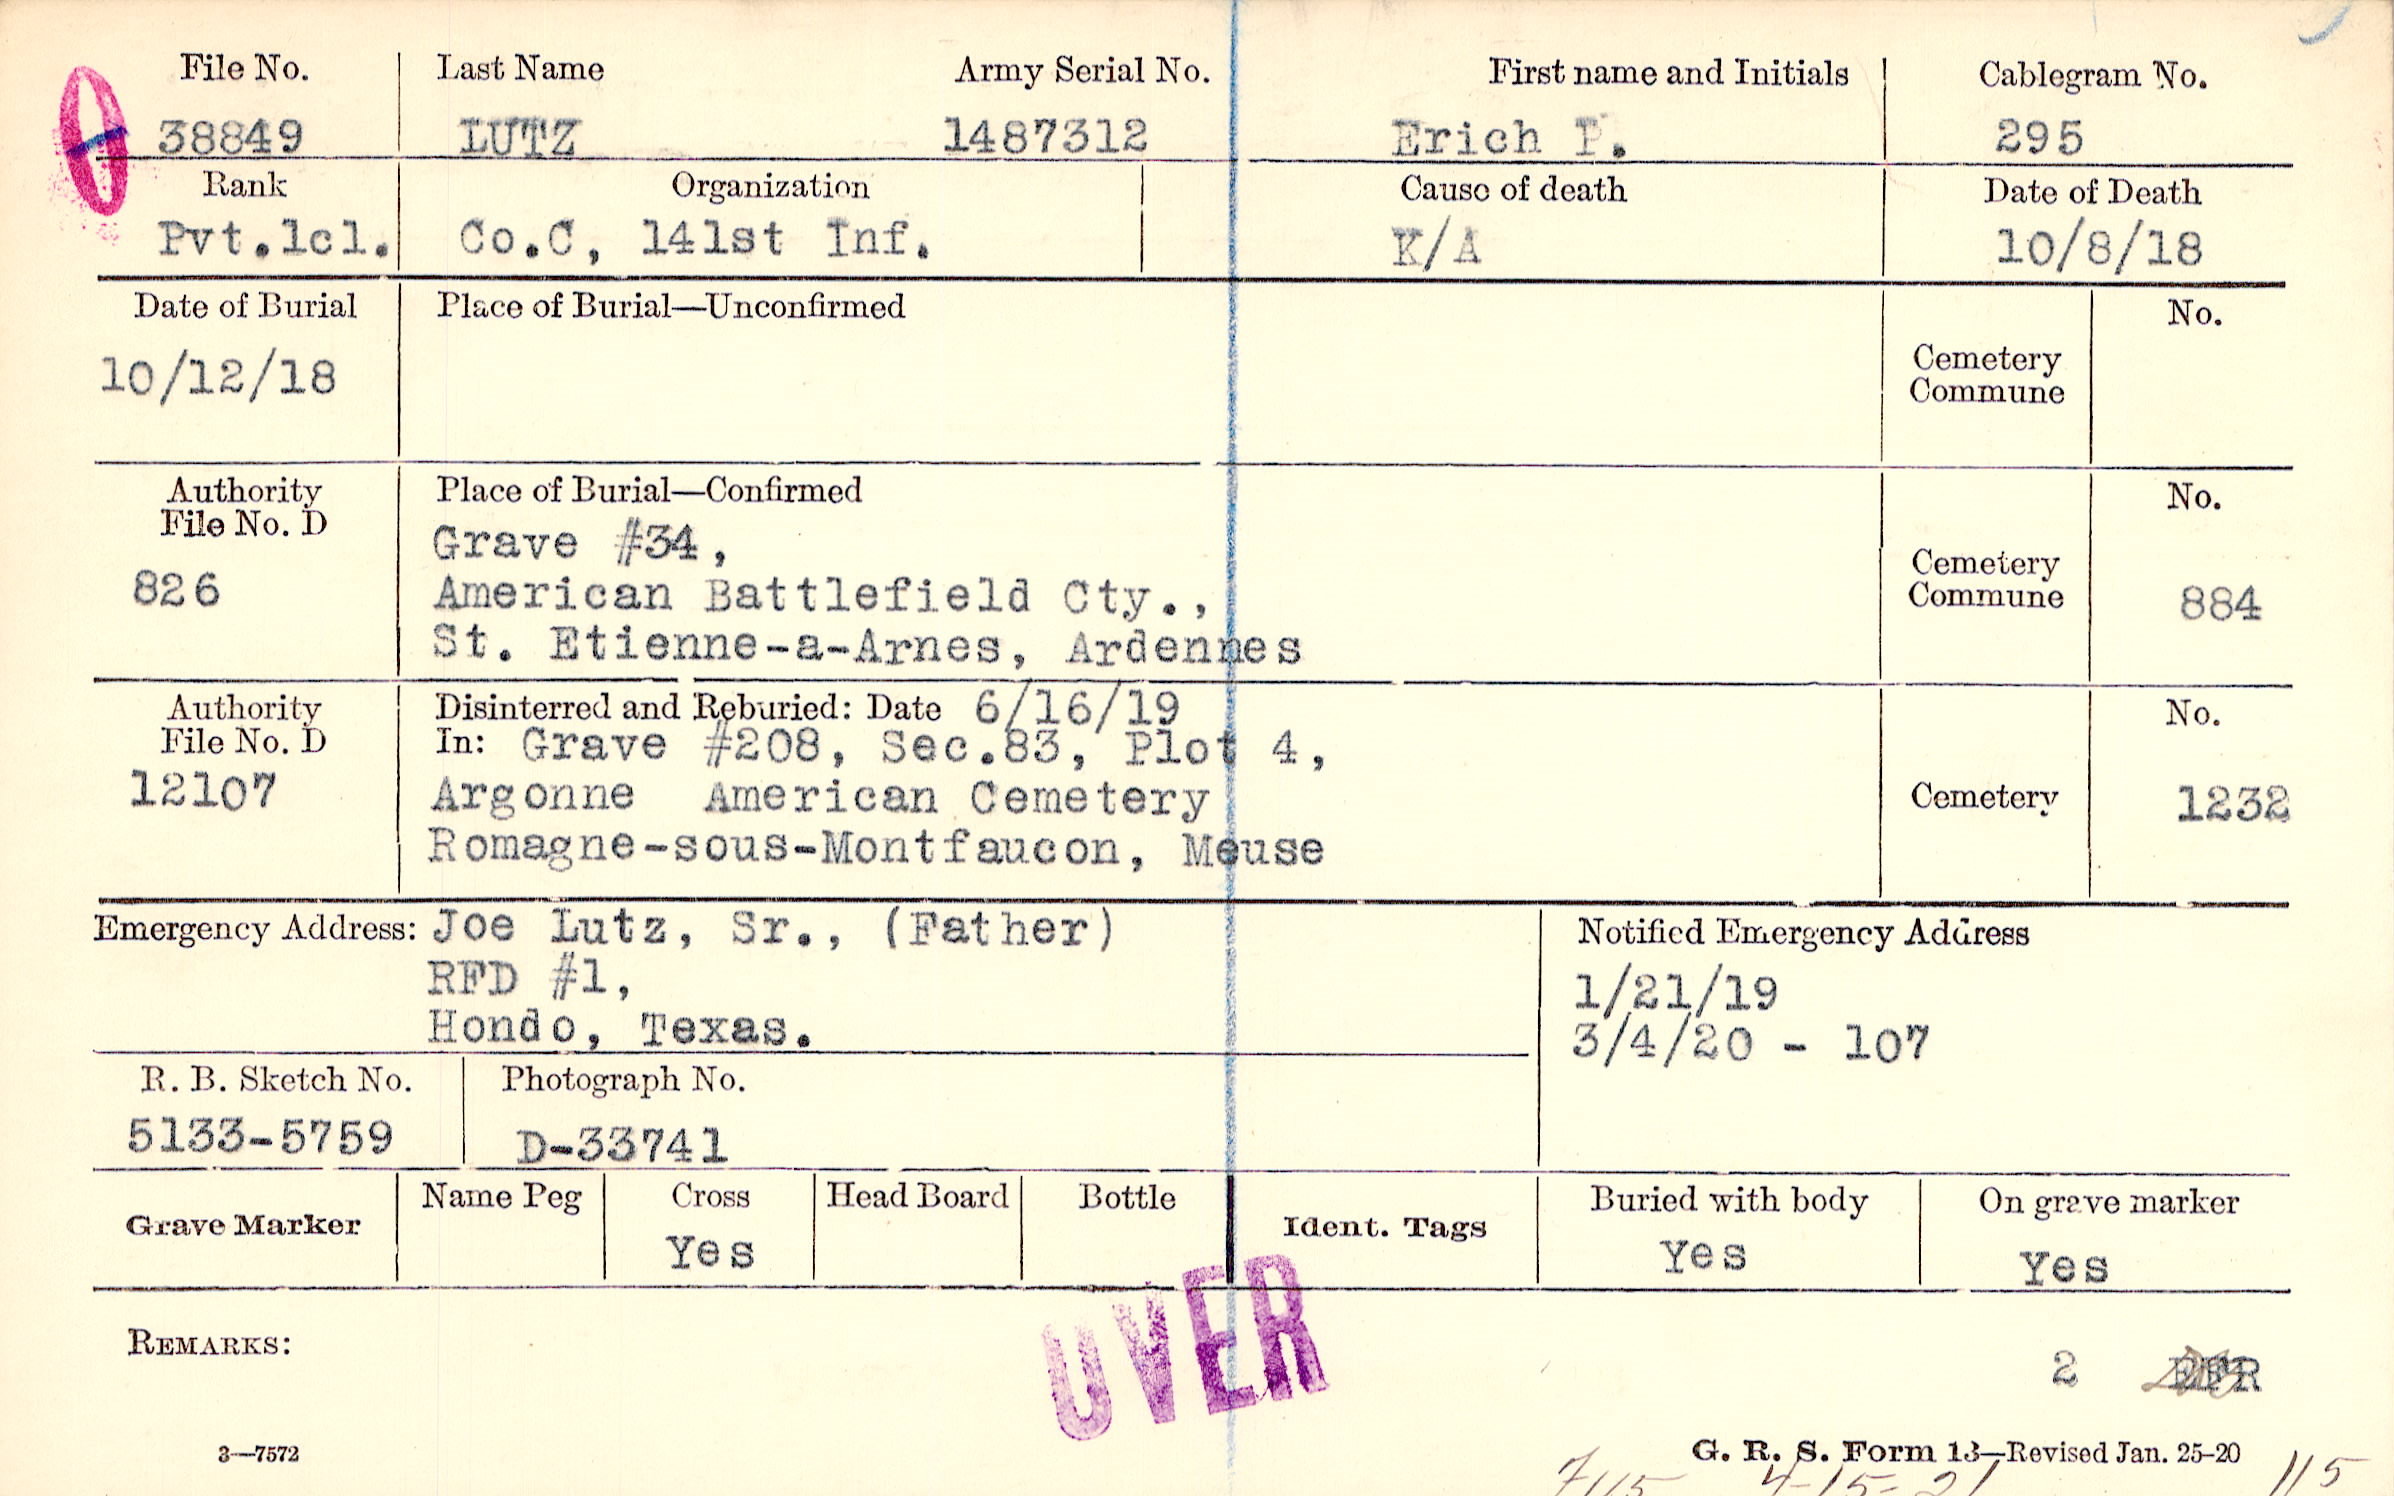 File No. Last Name Army Serial No. First name and Initials Cablegram No.
38849 LUTZ 1487312 Erich P. 295
Rank Organization Cause of death Date of Death
Pvt.1cl. Co.C, 141st Inf. K/A 10/8/18
Date of Burial Place of Burial—Unconfirmed No.
10/12/18 Cemetery
Commune
Authority Place of Burial—Confirmed No.
File No. D Grave #34,
826 American Battlefield Cty., Cemetery
Commune 884
St. Etienne-a-Arnes, Ardennes
Authority Disinterred and Reburied: Date 6/16/19 No.
File No. D In: Grave #208, Sec.83, Plot 4,
12107 Argonne American Cemetery Cemetery 1232
Romagne-sous-Montfaucon, Meuse
Emergency Address: Joe Lutz, Sr., (Father) Notified Emergency Address
RFD #1, 1/21/19
Hondo, Texas. 3/4/20 - 107
R. B. Sketch No. Photograph No.
5133-5759 D-33741
Grave Marker Name Peg Cross Head Board Bottle Ident. Tags Buried with body On grave marker
Yes Yes Yes
OVER
REMARKS:
2
3—7572 G. R. S. Form 13—Revised Jan. 25-20
7115 4-15-21 115